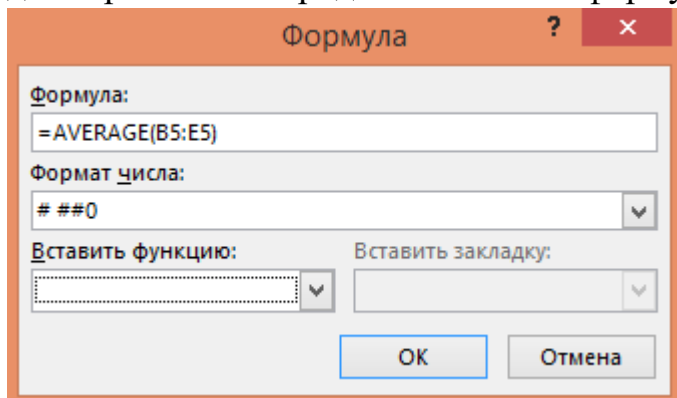 Формула
?
×
Формула:
=AVERAGE(B5:E5)
Формат числа:
# ##0
Вставить функцию: Вставить закладку:
ОК Отмена